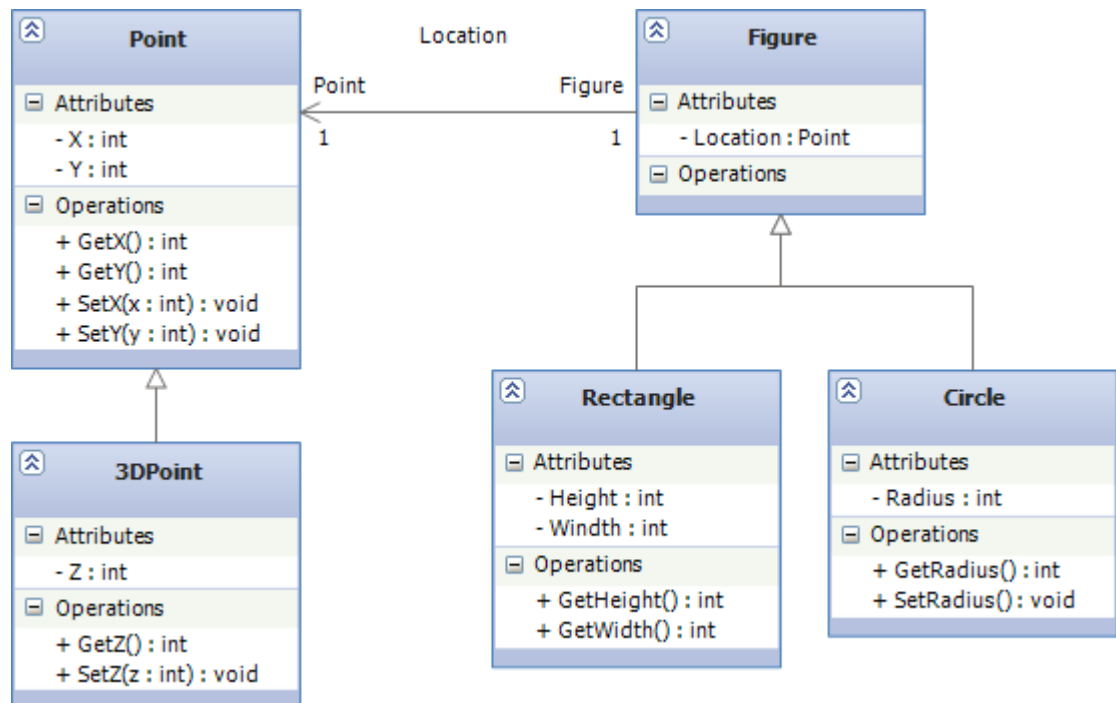 Point
Attributes
- X : int
- Y : int
Operations
+ GetX() : int
+ GetY() : int
+ SetX(x : int) : void
+ SetY(y : int) : void
Location
Point
Figure
1
1
Figure
Attributes
- Location : Point
Operations
3DPoint
Attributes
- Z : int
Operations
+ GetZ() : int
+ SetZ(z : int) : void
Rectangle
Attributes
- Height : int
- Windth : int
Operations
+ GetHeight() : int
+ GetWidth() : int
Circle
Attributes
- Radius : int
Operations
+ GetRadius() : int
+ SetRadius() : void